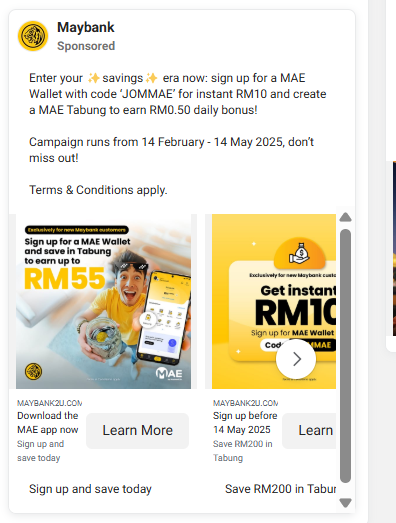 Maybank
Sponsored
Enter your ✨savings✨ era now: sign up for a MAE
Wallet with code ‘JOMMAE’ for instant RM10 and create
a MAE Tabung to earn RM0.50 daily bonus!
Campaign runs from 14 February - 14 May 2025, don’t
miss out!
Terms & Conditions apply.
Exclusively for new Maybank customers
Sign up for a MAE Wallet
and save in Tabung
to earn up to
RM55
MAE
Exclusively for new Maybank custo
Get instant
RM10
Sign up for MAE Wallet
Cod
MMAE
MAYBANK2U.COM
Download the
MAE app now
Sign up and
save today
Learn More
MAYBANK2U.COM
Sign up before
14 May 2025
Save RM200 in
Tabung
Learn
Sign up and save today
Save RM200 in Tabun